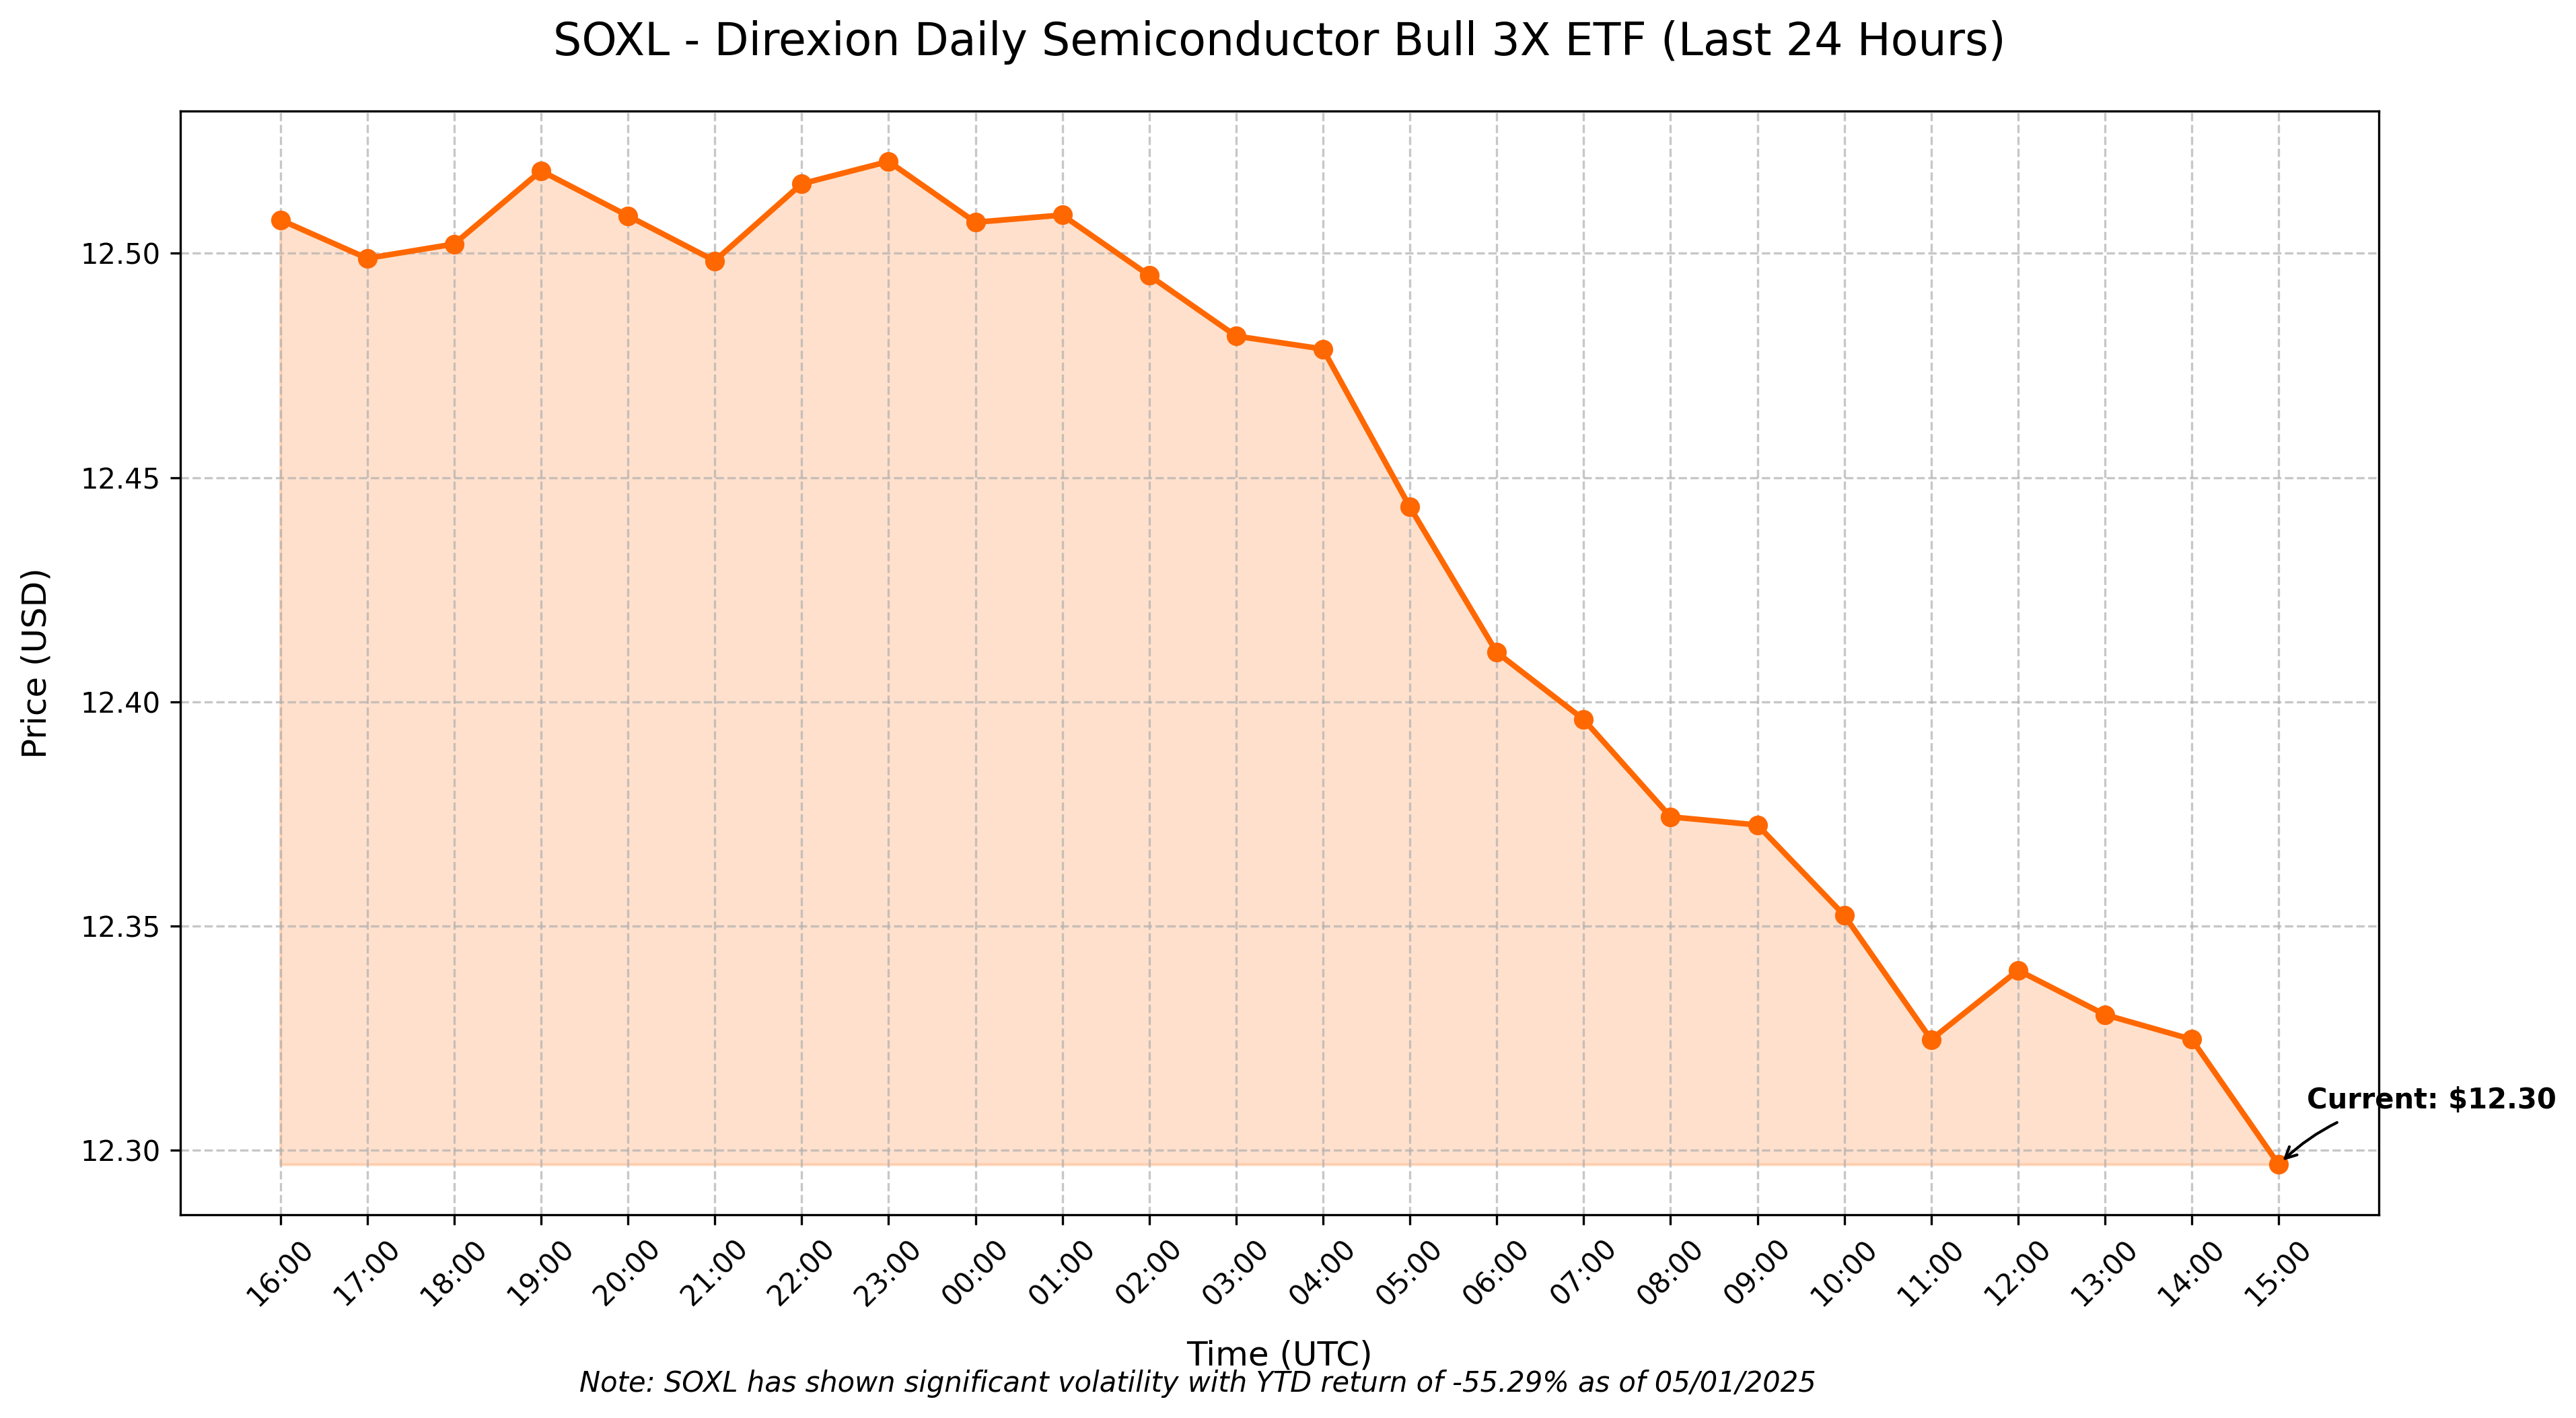 SOXL - Direxion Daily Semiconductor Bull 3X ETF (Last 24 Hours)
Price (USD)
12.50
12.45
12.40
12.35
12.30
Current: $12.30
16:00 17:00 18:00 19:00 20:00 21:00 22:00 23:00 00:00 01:00 02:00 03:00 04:00 05:00 06:00 07:00 08:00 09:00 10:00 11:00 12:00 13:00 14:00 15:00
Time (UTC)
Note: SOXL has shown significant volatility with YTD return of -55.29% as of 05/01/2025